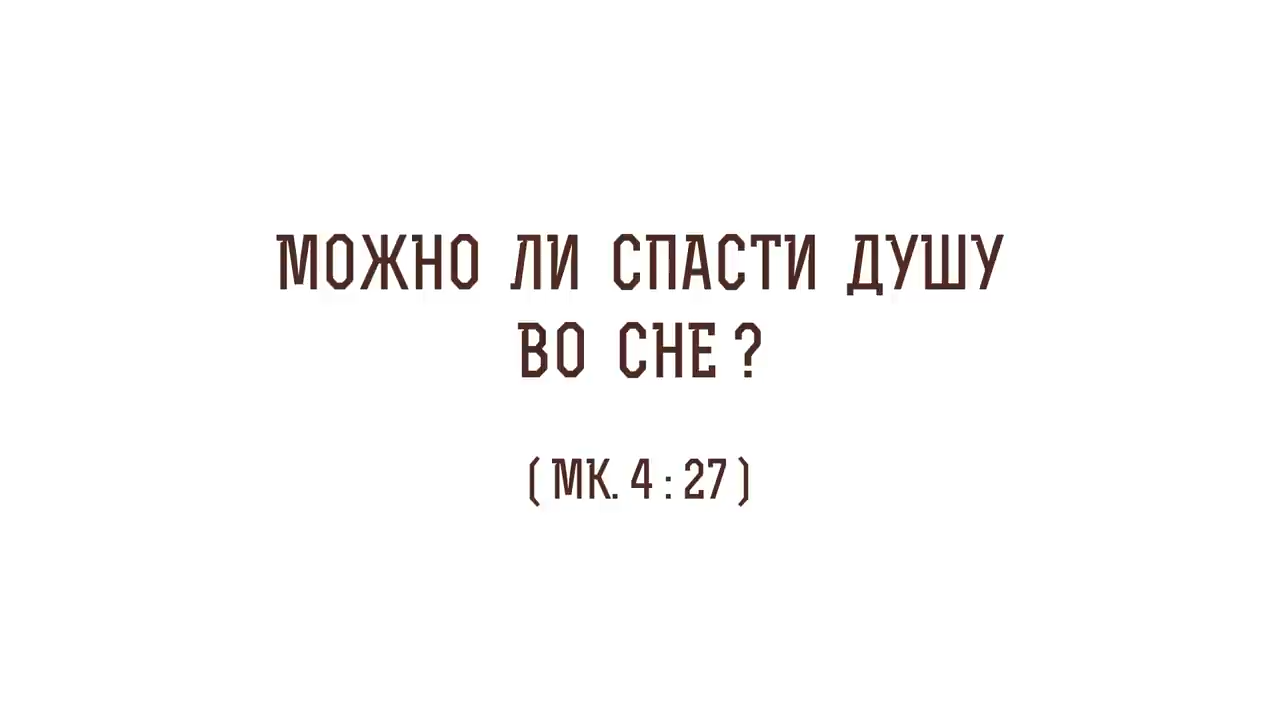 МОЖНО ЛИ СПАСТИ ДУШУ
ВО СНЕ?
(МК. 4:27)